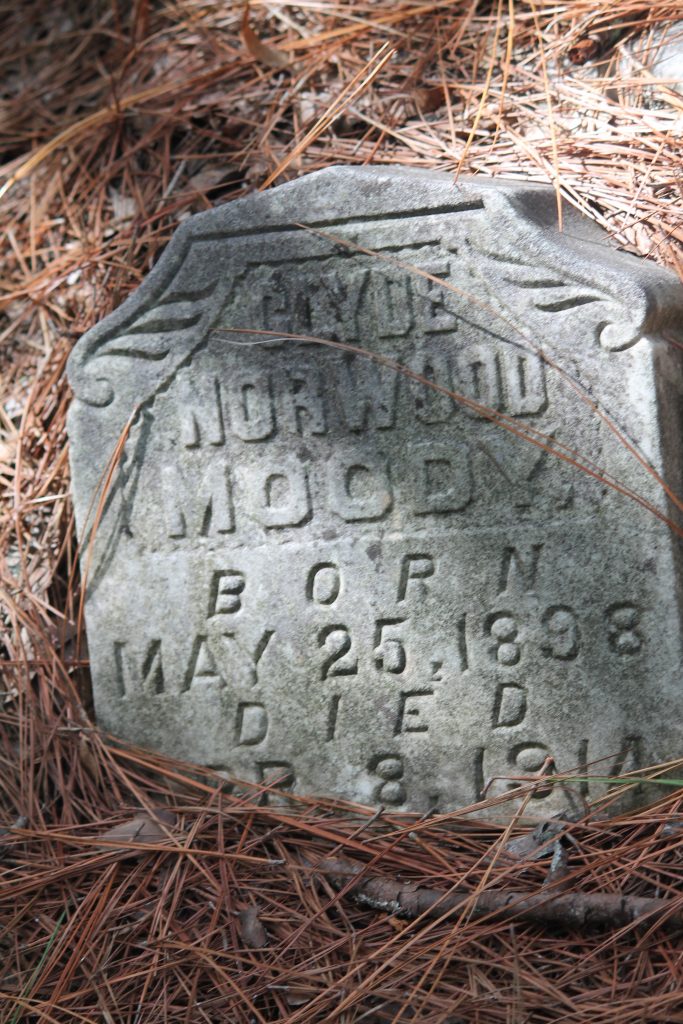 CLYDE
NORWOOD
MOODY.
BORN
MAY 25, 1898
DIED
8, 1914